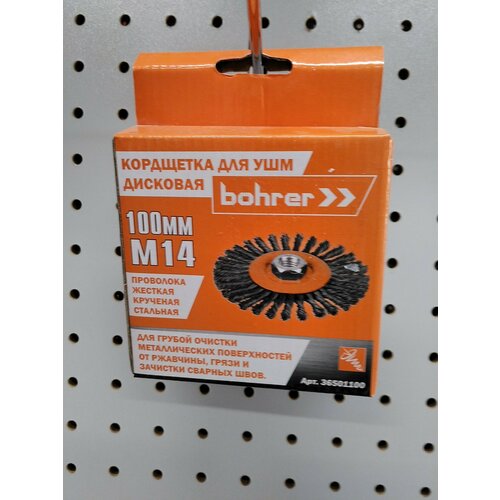 КОРДЩЕТКА ДЛЯ УШМ
ДИСКОВАЯ
bohrer
100ММ
М14
ПРОВОЛОКА
ЖЕСТКАЯ
КРУЧЕНАЯ
СТАЛЬНАЯ
ДЛЯ ГРУБОЙ ОЧИСТКИ
МЕТАЛЛИЧЕСКИХ ПОВЕРХНОСТЕЙ
ОТ РЖАВЧИНЫ, ГРЯЗИ И
ЗАЧИСТКИ СВАРНЫХ ШВОВ.
Арт. 36501100